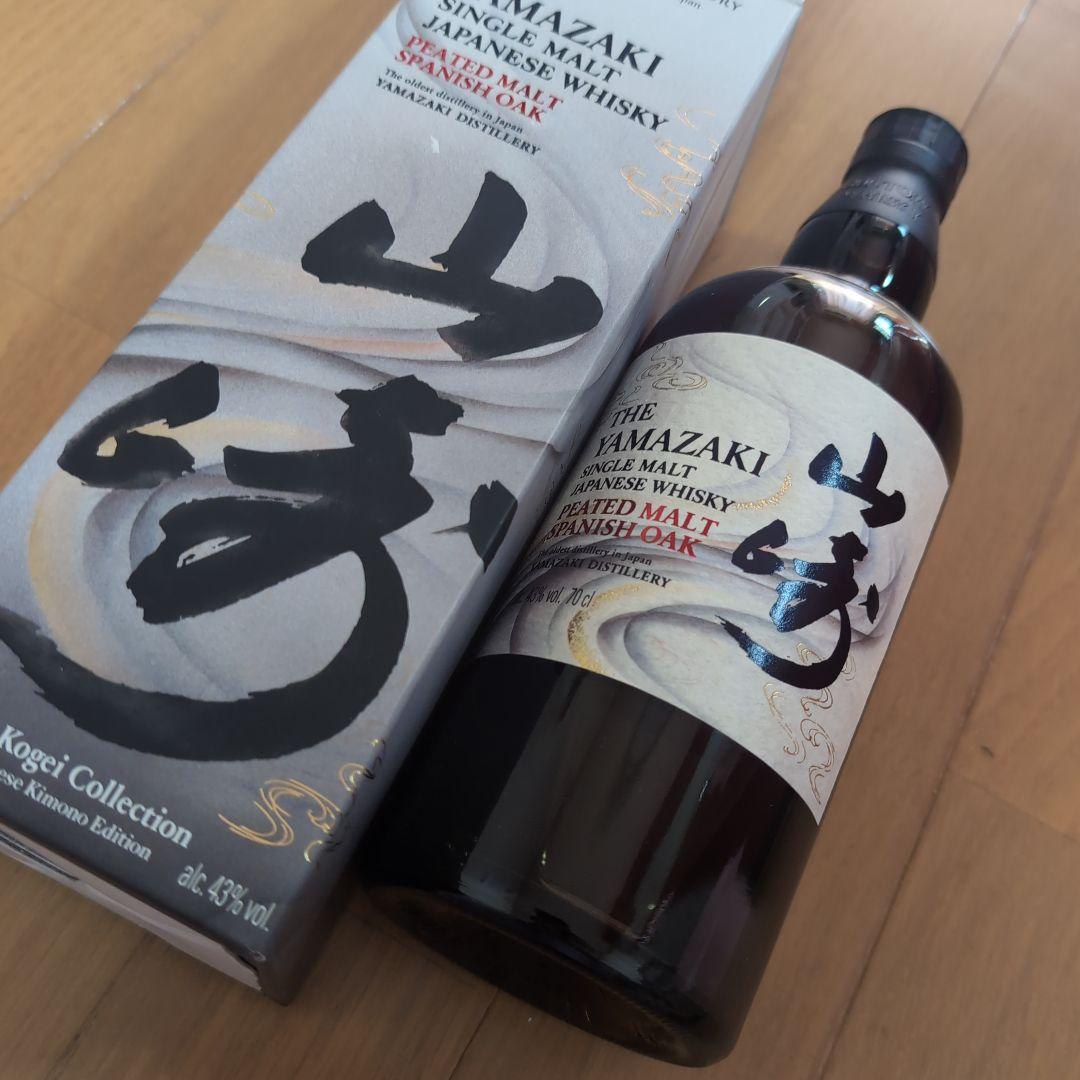 YAMAZAKI
SINGLE MALT
JAPANESE WHISKY
PEATED MALT
SPANISH OAK
The oldest distillery in Japan
YAMAZAKI DISTILLERY
山崎
Kogei Collection
Kimono Edition
alc. 43% vol.
THE
YAMAZAKI
SINGLE MALT
JAPANESE WHISKY
PEATED MALT
SPANISH OAK
The oldest distillery in Japan
YAMAZAKI DISTILLERY
43% vol. 70 cl
山崎